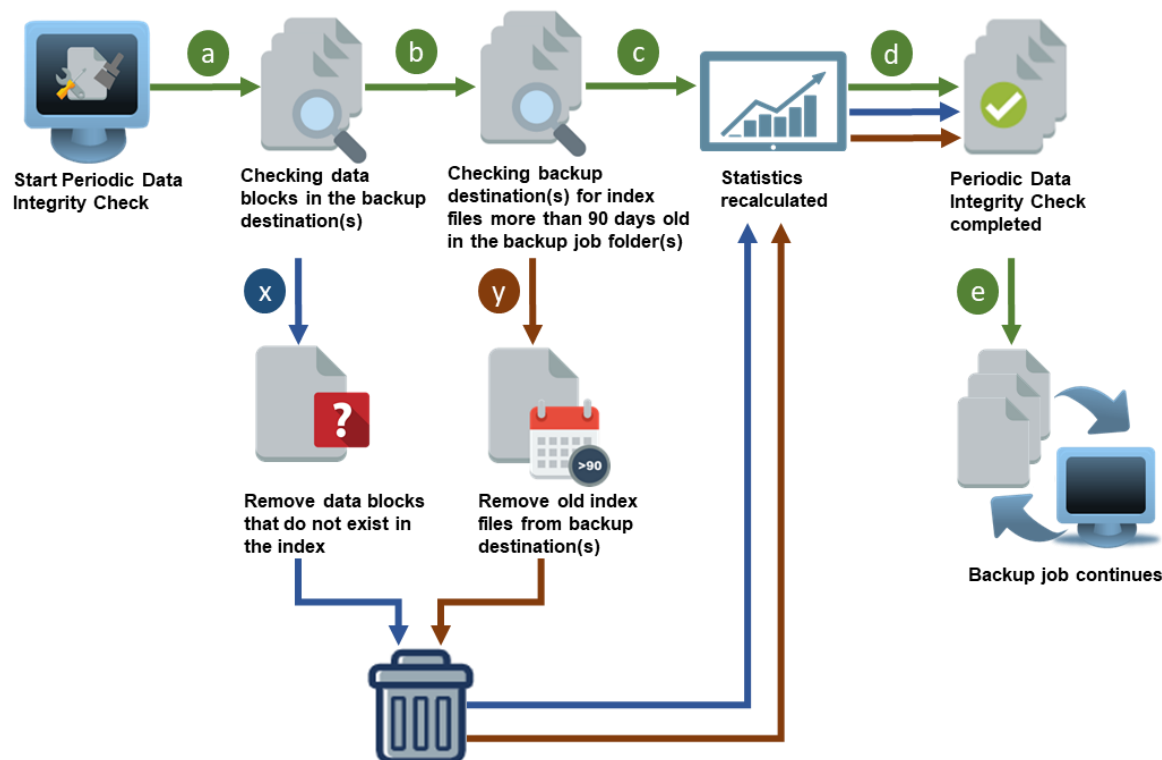 a
b
c
d
Start Periodic Data
Integrity Check
Checking data
blocks in the backup
destination(s)
Checking backup
destination(s) for index
files more than 90 days old
in the backup job folder(s)
Statistics
recalculated
Periodic Data
Integrity Check
completed
x
y
e
?
>90
Remove data blocks
that do not exist in
the index
Remove old index
files from backup
destination(s)
Backup job continues